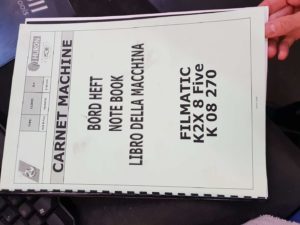 CARNET MACHINE
BORD HEFT
NOTE BOOK
LIBRO DELLA MACCHINA
FILMATIC
K2X 8 Five
K 08 270